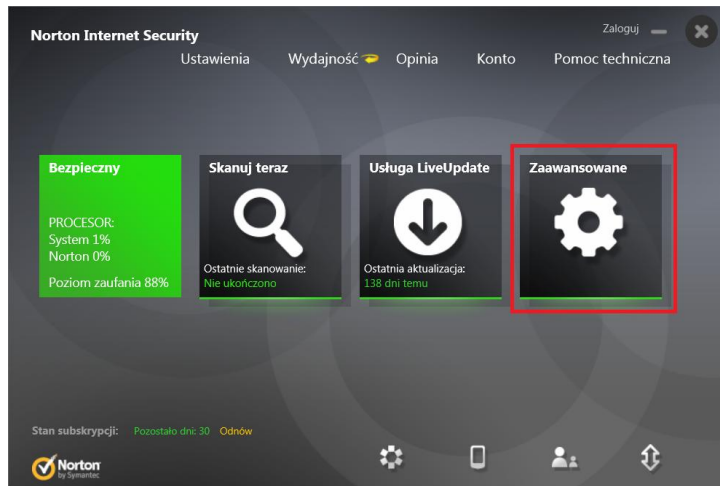 Norton Internet Security
Zaloguj
Ustawienia Wydajność Opinia Konto Pomoc techniczna
Bezpieczny
PROCESOR:
System 1%
Norton 0%
Poziom zaufania 88%
Skanuj teraz
Ostatnie skanowanie:
Nie ukończono
Usługa LiveUpdate
Ostatnia aktualizacja:
138 dni temu
Zaawansowane
Stan subskrypcji: Pozostało dni: 30 Odnów
Norton
by Symantec